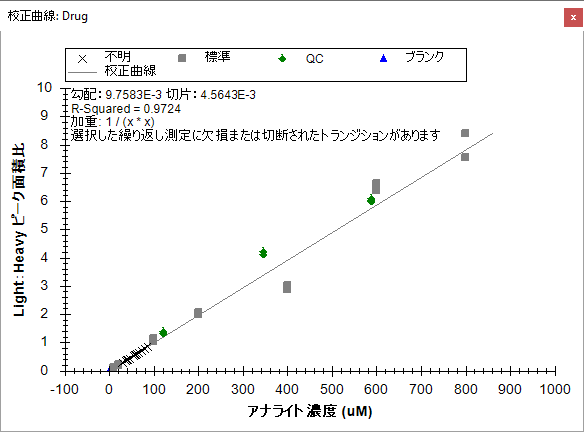 校正曲線: Drug
x
不明 標準 QC ブランク
校正曲線
勾配: 9.7583E-3 切片: 4.5643E-3
R-Squared = 0.9724
加重: 1 / (x * x)
選択した繰り返し測定に欠損または切断されたトランジションがあります
Light : Heavy ピーク面積比
10
9
8
7
6
5
4
3
2
1
0
-100 0 100 200 300 400 500 600 700 800 900 1000
アナライト濃度 (uM)